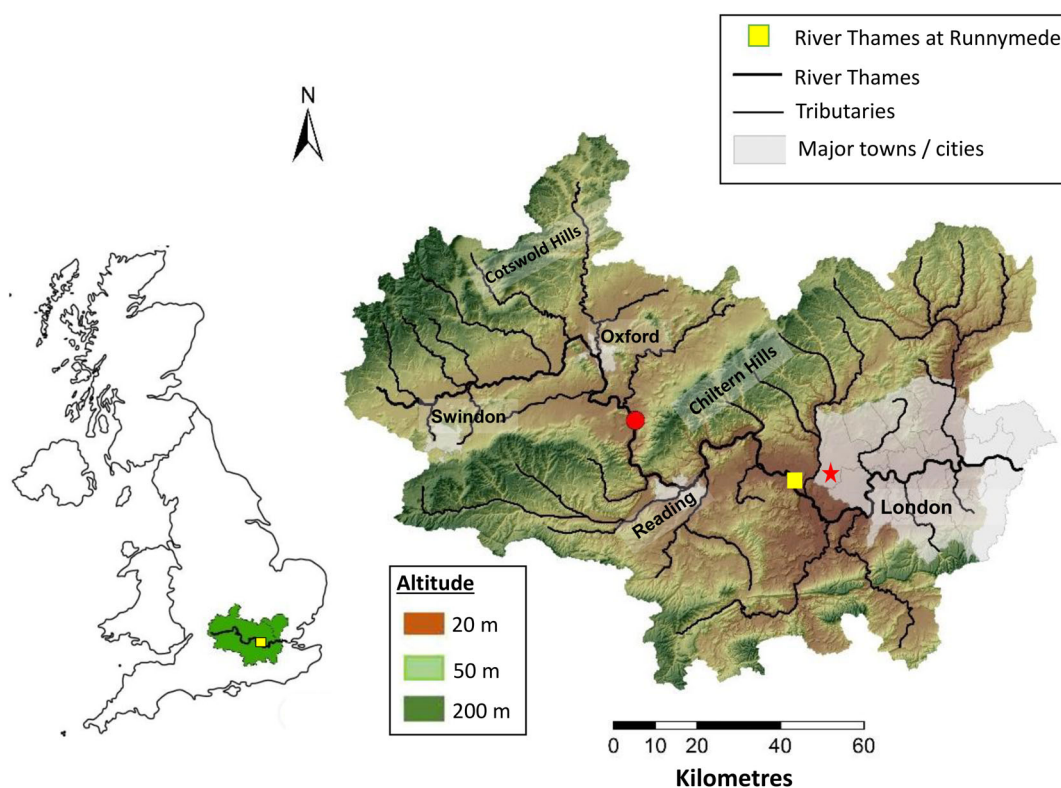 River Thames at Runnymede
River Thames
Tributaries
Major towns / cities
N
Cotswold Hills
Oxford
Chiltern Hills
Swindon
Reading
London
Altitude
20 m
50 m
200 m
0 10 20 40 60
Kilometres